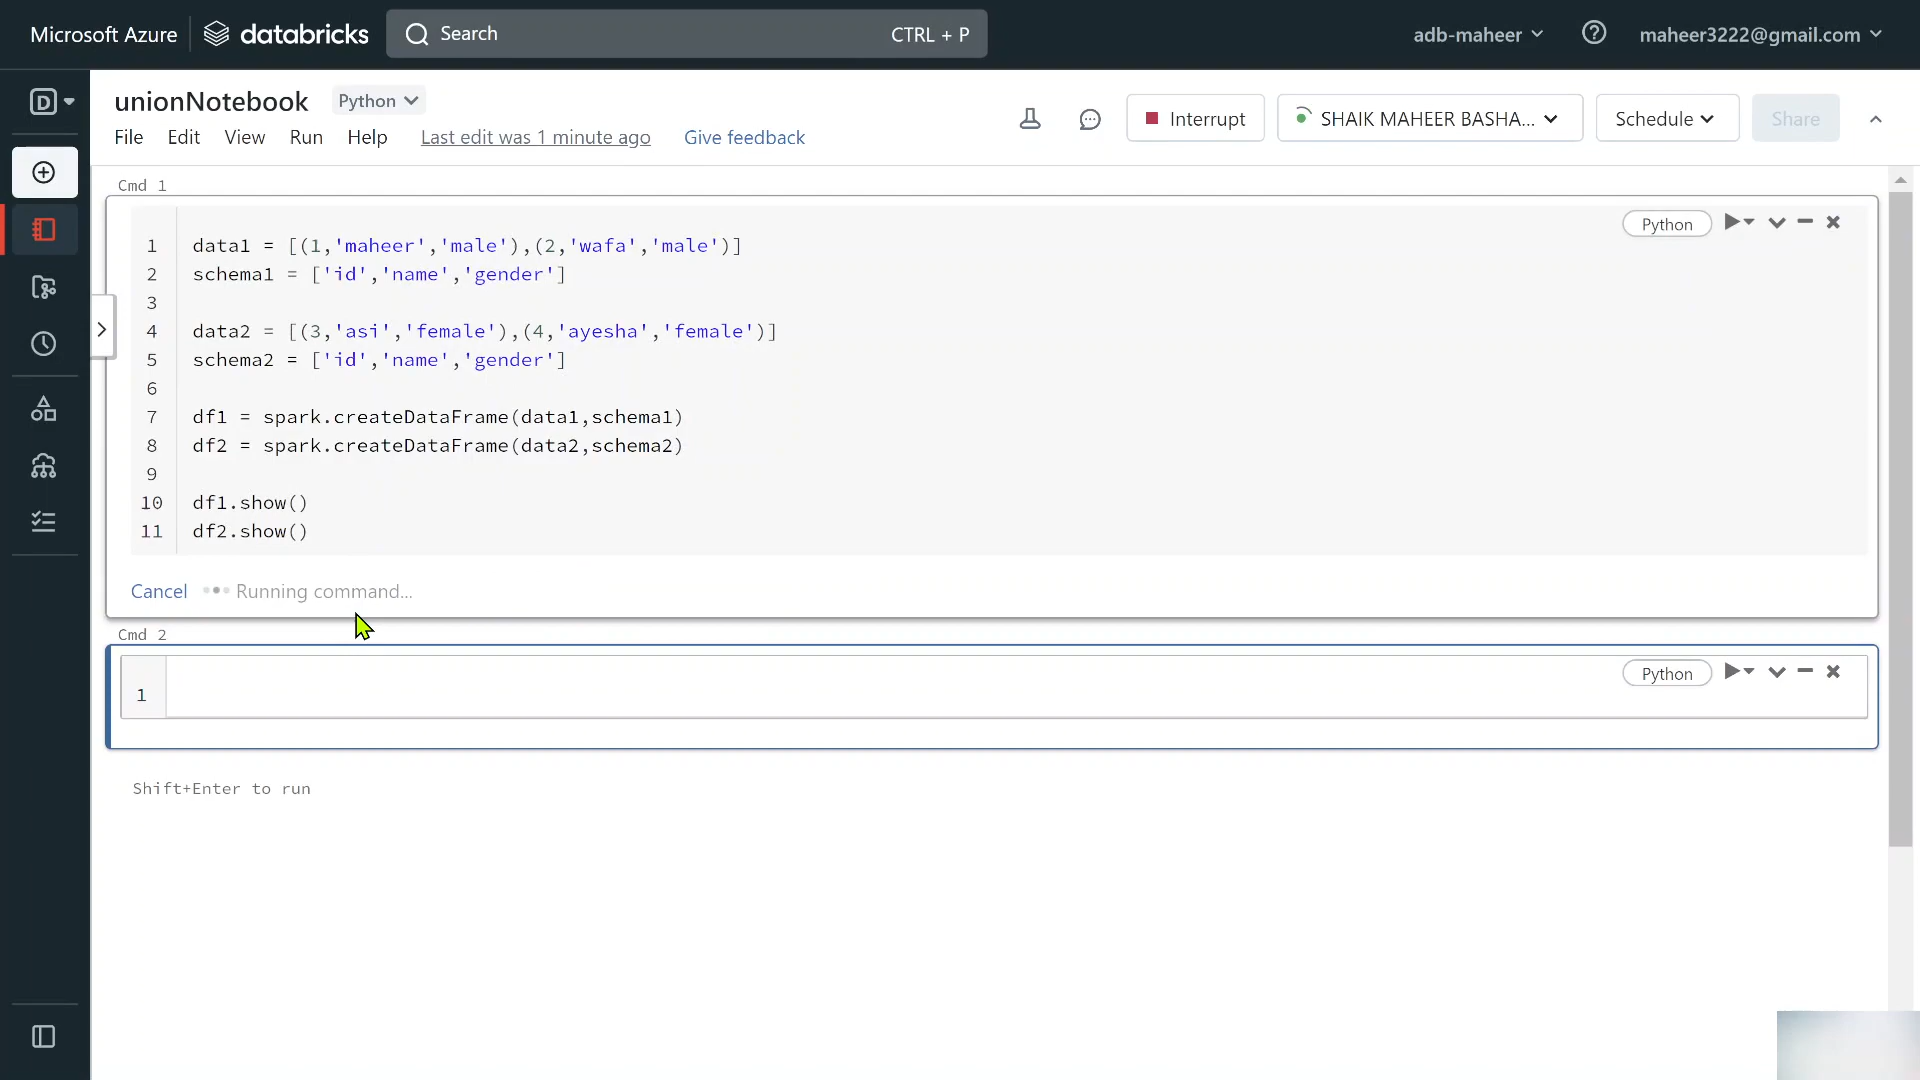 Microsoft Azure databricks Search CTRL + P adb-maheer maheer3222@gmail.com
D
unionNotebook Python
File Edit View Run Help Last edit was 1 minute ago Give feedback Interrupt SHAIK MAHEER BASHA... Schedule Share
Cmd 1
Python
1 data1 = [(1,'maheer','male'),(2,'wafa','male')]
2 schema1 = ['id','name','gender']
3
4 data2 = [(3,'asi','female'),(4,'ayesha','female')]
5 schema2 = ['id','name','gender']
6
7 df1 = spark.createDataFrame(data1,schema1)
8 df2 = spark.createDataFrame(data2,schema2)
9
10 df1.show()
11 df2.show()
Cancel Running command...
Cmd 2
Python
1
Shift+Enter to run